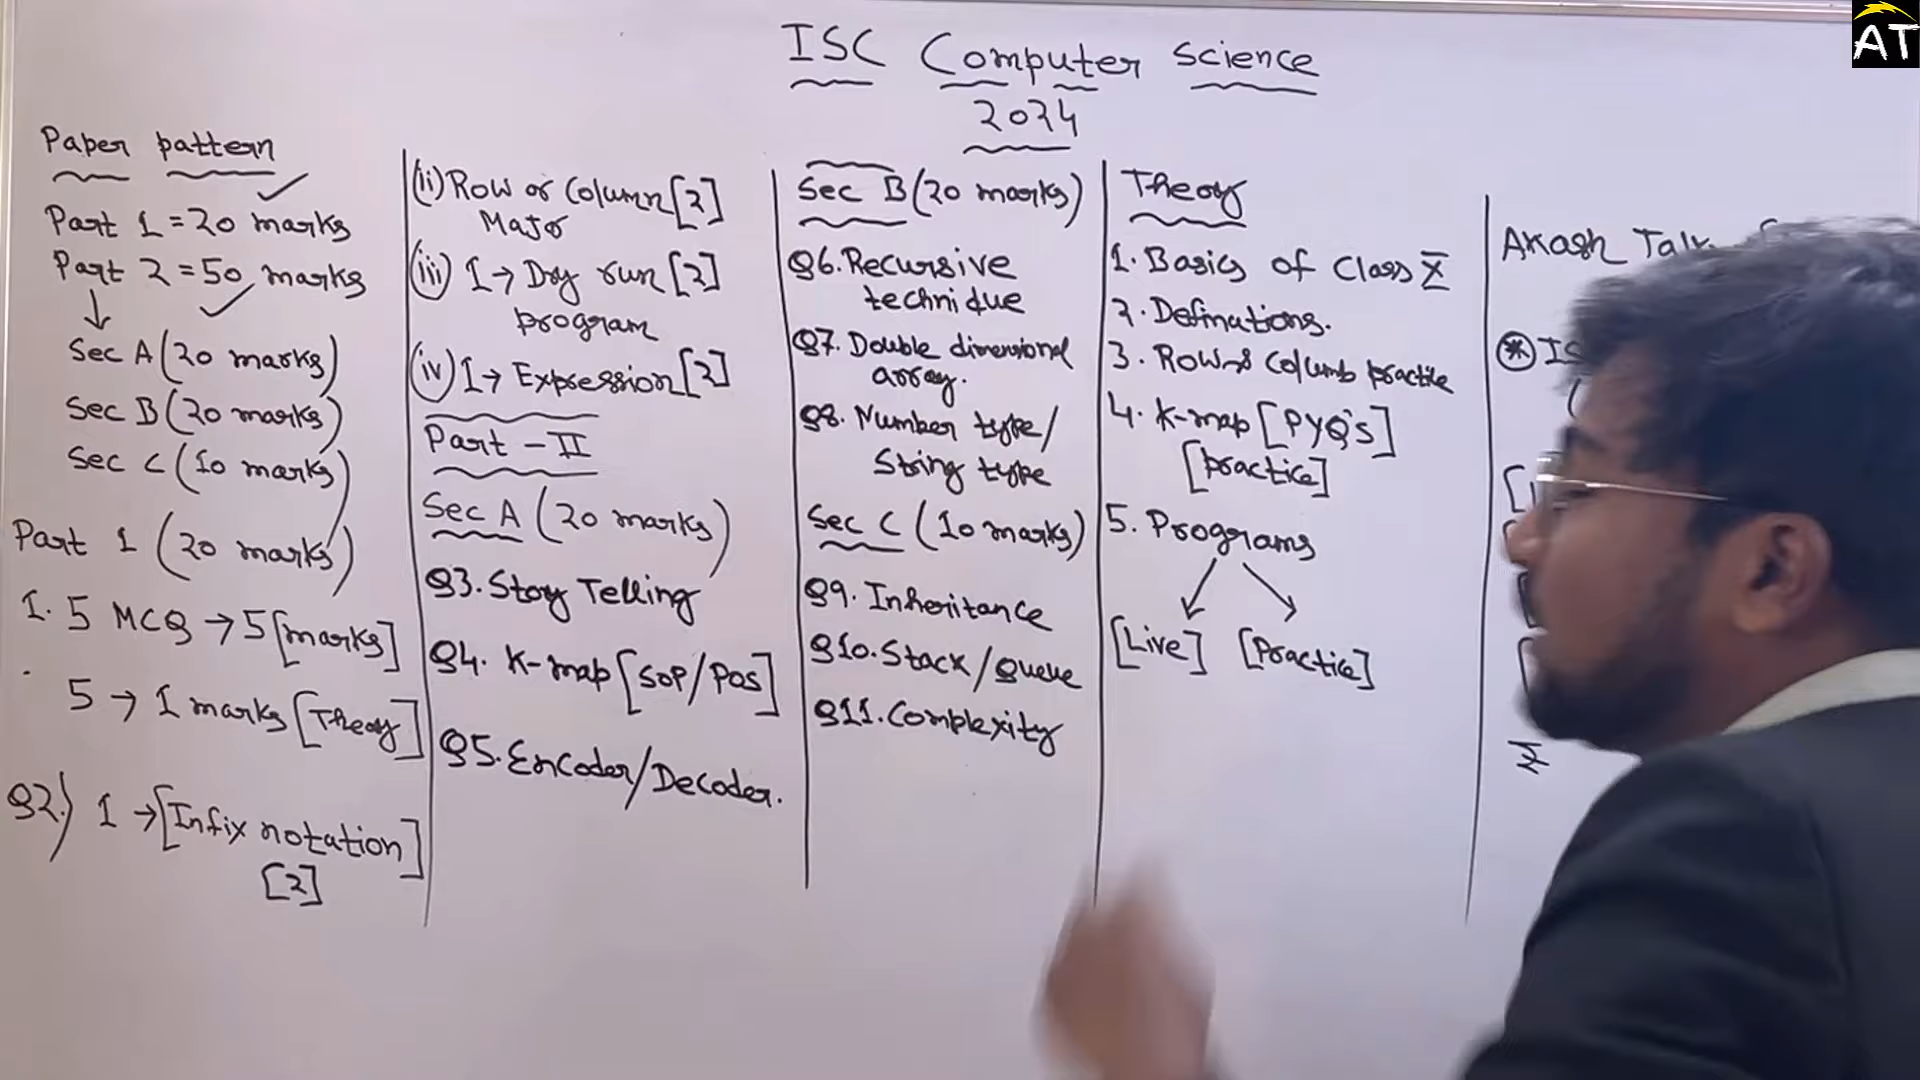 AT
ISC Computer Science
2024
Paper pattern
Part 1 = 20 marks
Part 2 = 50 marks
Sec A (20 marks)
Sec B (20 marks)
Sec C (10 marks)
Part 1 (20 marks)
1. 5 MCQ → 5 [marks]
5 → 1 marks [Theory]
Q2.) 1 → [Infix notation]
[2]
(ii) Row or Column [2]
Major
(iii) 1 → Dry run [2]
program
(iv) 1 → Expression [2]
Part - II
Sec A (20 marks)
Q3. Story Telling
Q4. K-map [SOP/POS]
Q5. Encoder/Decoder.
Sec B (20 marks)
Q6. Recursive
technique
Q7. Double dimensional
array.
Q8. Number type/
String type
Sec C (10 marks)
Q9. Inheritance
Q10. Stack/Queue
Q11. Complexity
Theory
1. Basics of Class X
2. Definations.
3. Row & Columb practice
4. K-map [PYQ'S]
[practice]
5. Programs
[Live] [Practice]
Akash